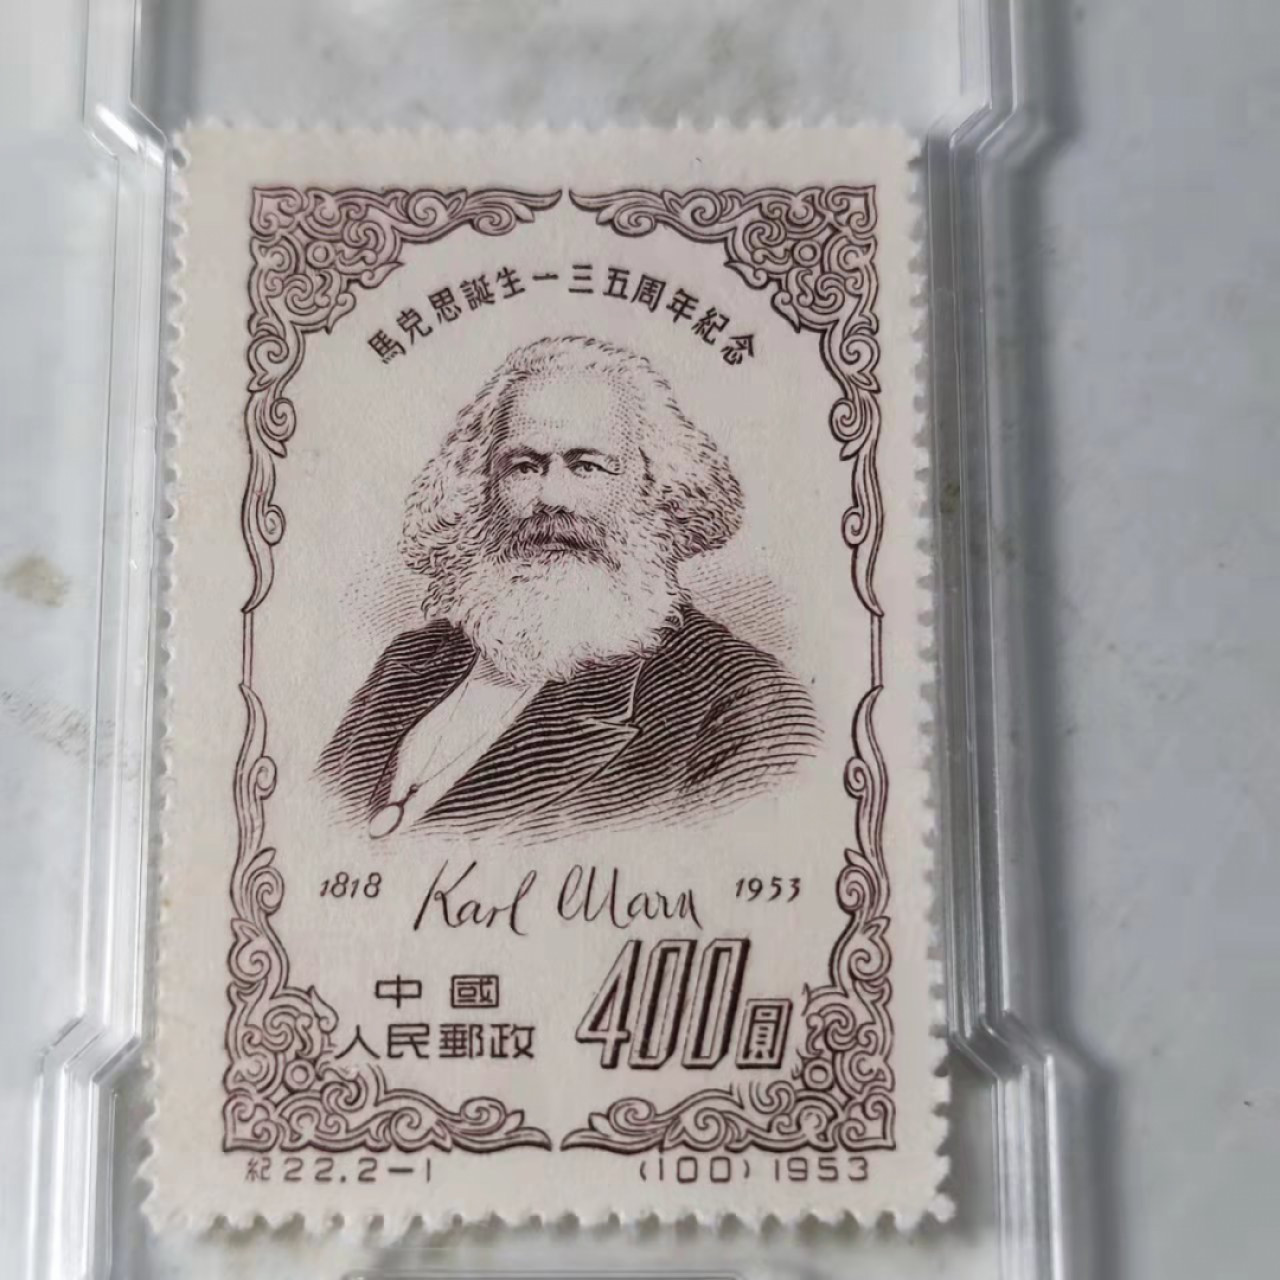 馬克思誕生一三五周年紀念
1818 Karl Marx 1953
中國
人民郵政
400圓
紀22.2-1 (100) 1953